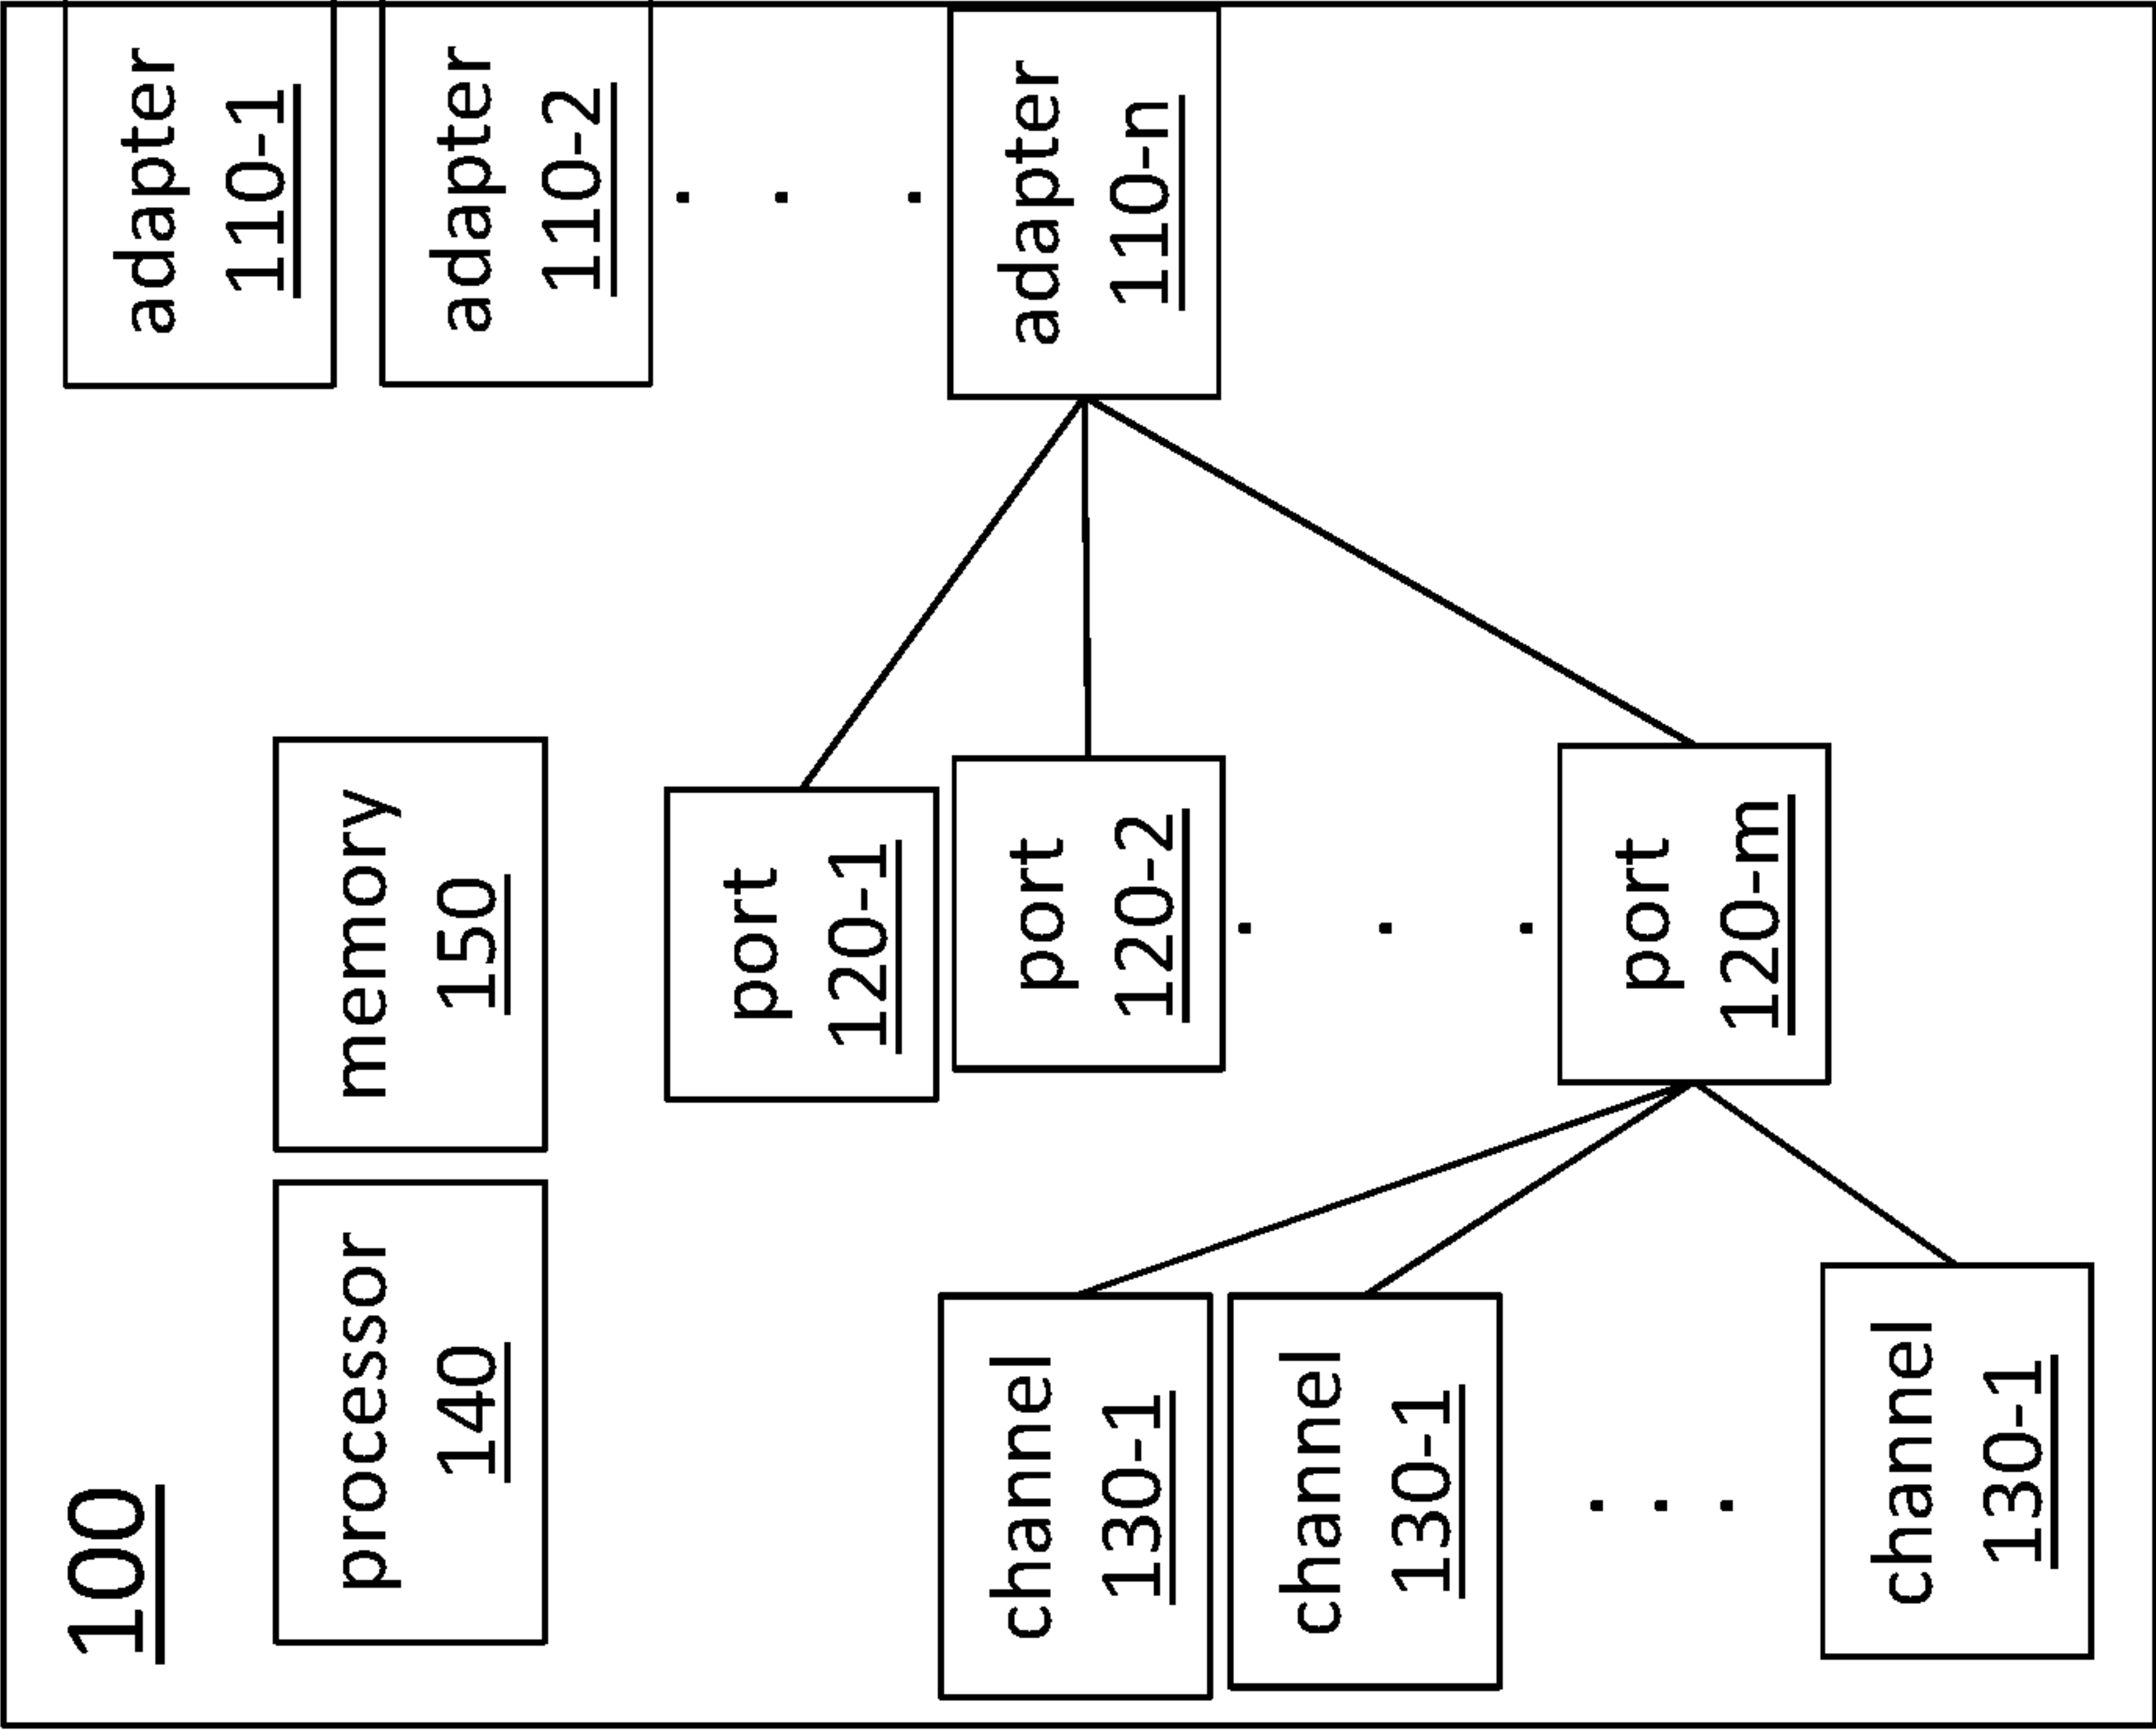 100
processor
140
memory
150
adapter
110-1
adapter
110-2
. . .
adapter
110-n
port
120-1
port
120-2
. . .
port
120-m
channel
130-1
channel
130-1
. . .
channel
130-1